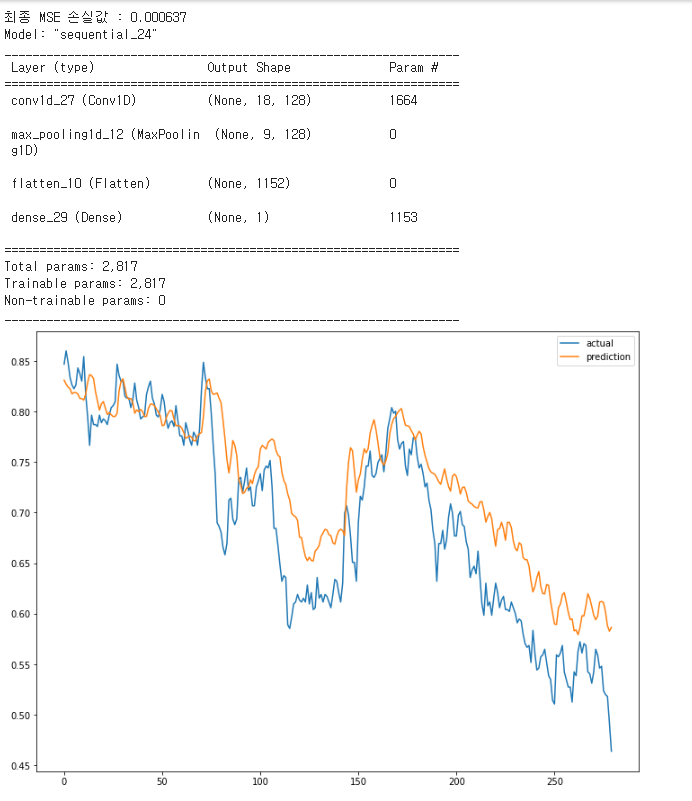 최종 MSE 손실값 : 0.000637
Model: "sequential_24"
_________________________________________________________________
Layer (type) Output Shape Param #
=================================================================
conv1d_27 (Conv1D) (None, 18, 128) 1664
max_pooling1d_12 (MaxPoolin (None, 9, 128) 0
g1D)
flatten_10 (Flatten) (None, 1152) 0
dense_29 (Dense) (None, 1) 1153
=================================================================
Total params: 2,817
Trainable params: 2,817
Non-trainable params: 0
_________________________________________________________________
actual
prediction
0.85
0.80
0.75
0.70
0.65
0.60
0.55
0.50
0.45
0 50 100 150 200 250